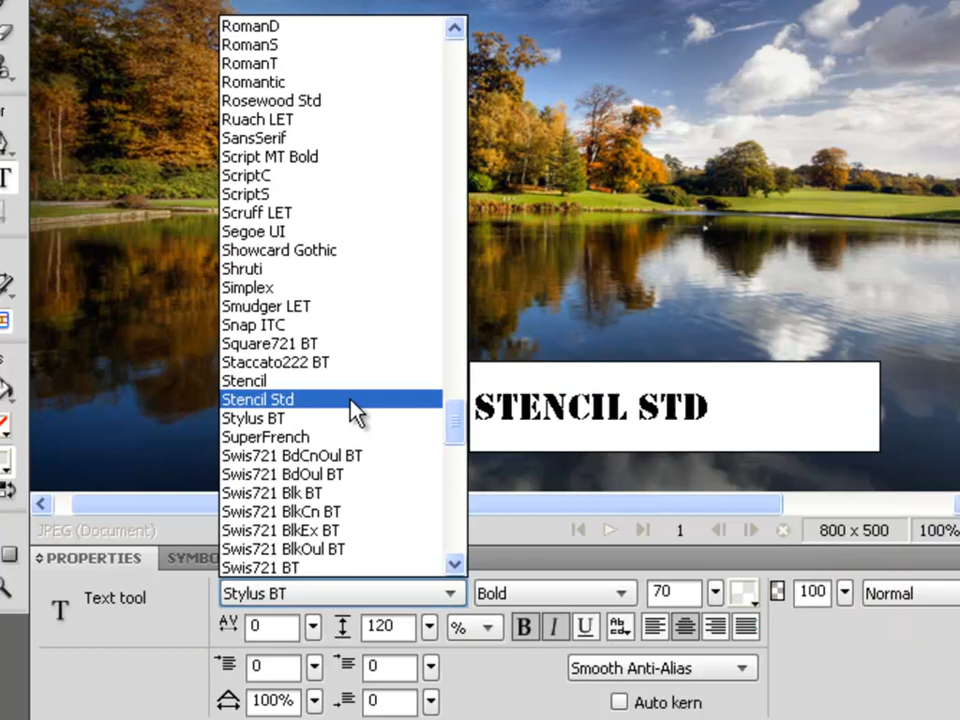 RomanD
RomanS
RomanT
Romantic
Rosewood Std
Ruach LET
SansSerif
Script MT Bold
ScriptC
ScriptS
Scruff LET
Segoe UI
Showcard Gothic
Shruti
Simplex
Smudger LET
Snap ITC
Square721 BT
Staccato222 BT
Stencil
Stencil Std
STENCIL STD
Stylus BT
SuperFrench
Swis721 BdCnOul BT
Swis721 BdOul BT
Swis721 Blk BT
Swis721 BlkCn BT
Swis721 BlkEx BT
Swis721 BlkOul BT
Swis721 BT
JPEG (Document)
1
800 x 500
100%
PROPERTIES
SYMBO
T
Text tool
Stylus BT
Bold
70
100
Normal
AV
0
120
%
B
I
U
0
0
Smooth Anti-Alias
100%
0
Auto kern